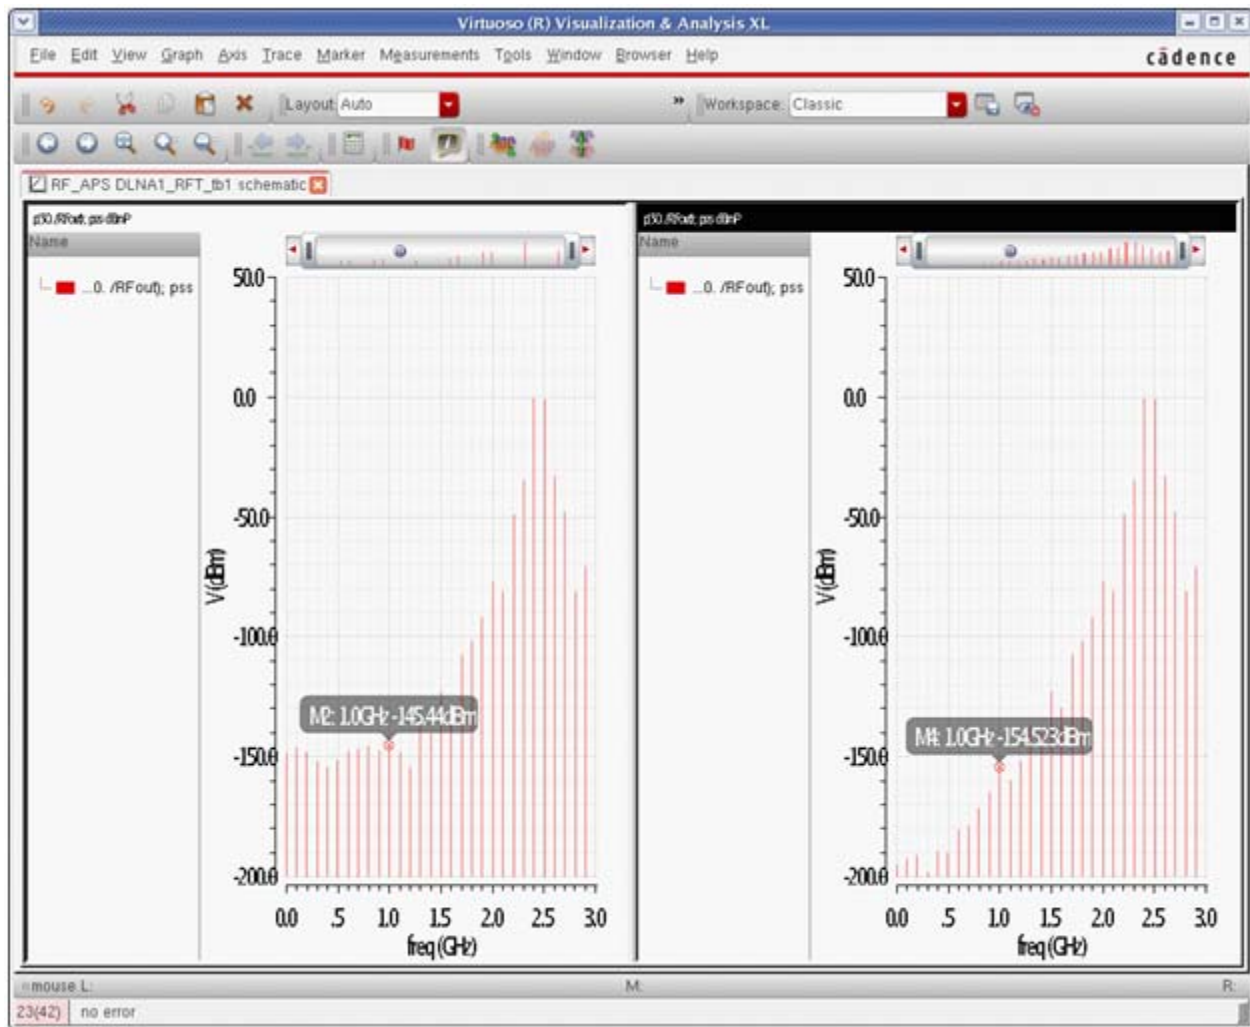 Virtuoso (R) Visualization & Analysis XL
File Edit View Graph Axis Trace Marker Measurements Tools Window Browser Help
cādence
Layout Auto
» Workspace: Classic
RF_APS DLNA1_RFT_tb1 schematic
Name
...0. /RFout); pss
50.0
0.0
-50.0
-100.0
-150.0
-200.0
V (dBm)
M2: 1.0GHz -145.44dBm
0.0 .5 1.0 1.5 2.0 2.5 3.0
freq (GHz)
Name
...0. /RFout); pss
50.0
0.0
-50.0
-100.0
-150.0
-200.0
V (dBm)
M4: 1.0GHz -154.523dBm
0.0 .5 1.0 1.5 2.0 2.5 3.0
freq (GHz)
mouse L: M: R:
23(42) no error